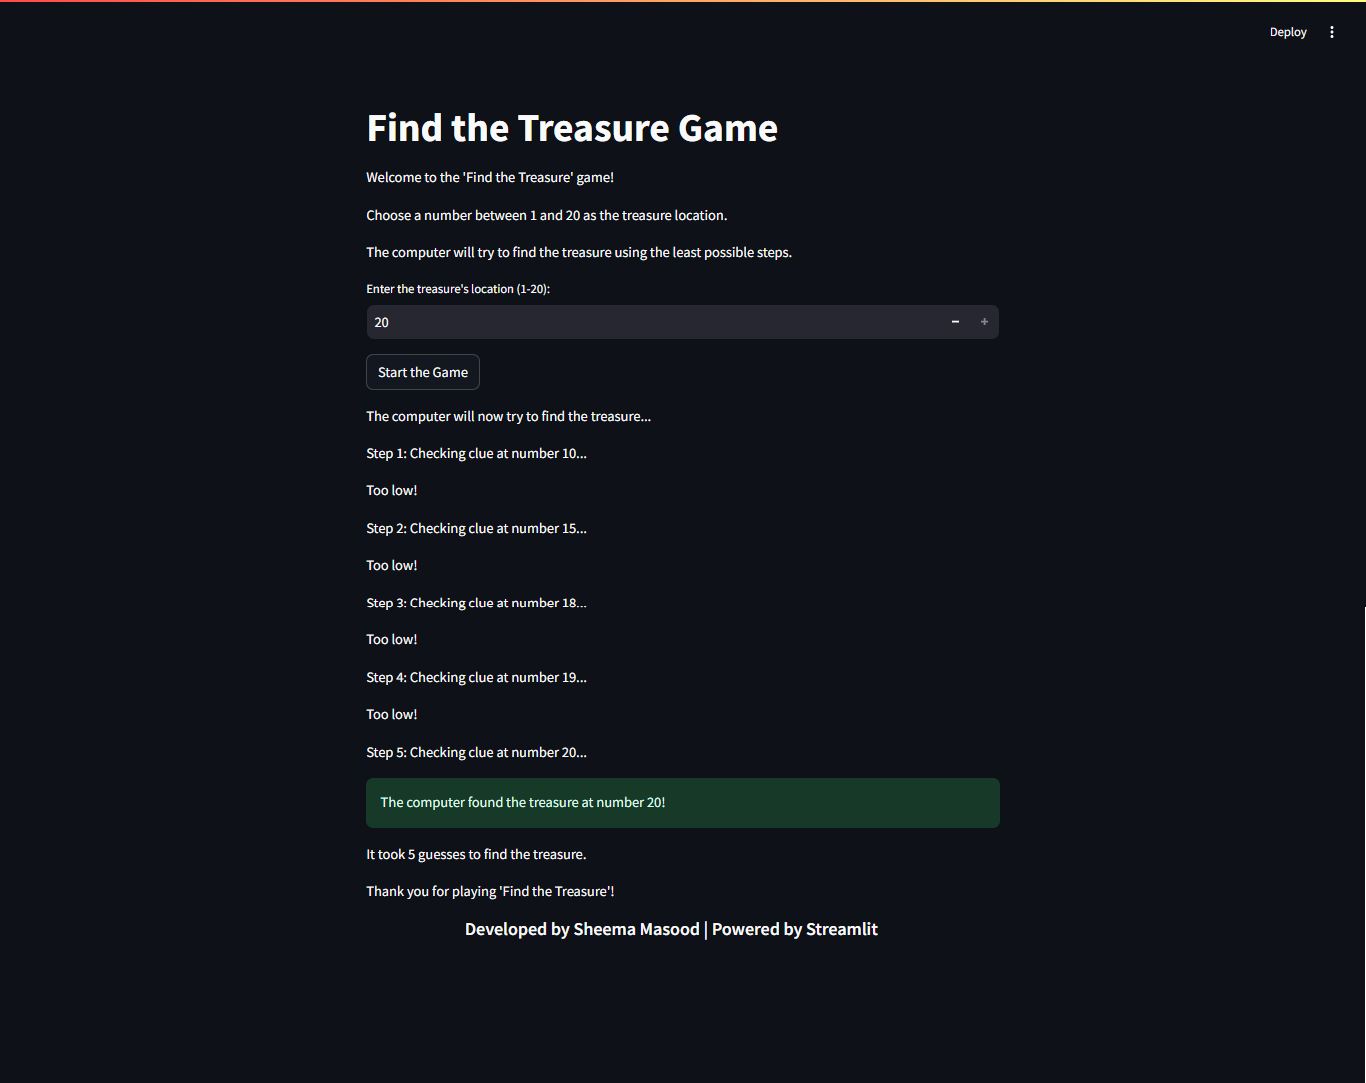 Deploy
Find the Treasure Game
Welcome to the 'Find the Treasure' game!
Choose a number between 1 and 20 as the treasure location.
The computer will try to find the treasure using the least possible steps.
Enter the treasure's location (1-20):
20
Start the Game
The computer will now try to find the treasure...
Step 1: Checking clue at number 10...
Too low!
Step 2: Checking clue at number 15...
Too low!
Step 3: Checking clue at number 18...
Too low!
Step 4: Checking clue at number 19...
Too low!
Step 5: Checking clue at number 20...
The computer found the treasure at number 20!
It took 5 guesses to find the treasure.
Thank you for playing 'Find the Treasure'!
Developed by Sheema Masood | Powered by Streamlit